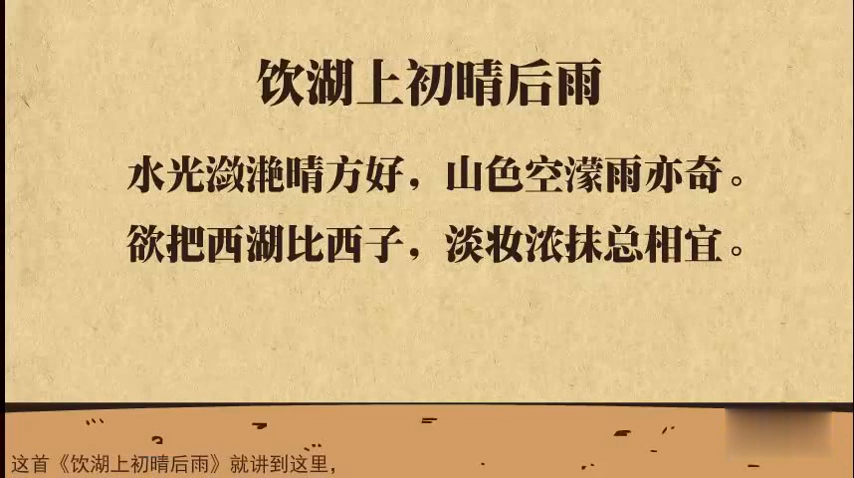 饮湖上初晴后雨
水光潋滟晴方好，山色空濛雨亦奇。
欲把西湖比西子，淡妆浓抹总相宜。
这首《饮湖上初晴后雨》就讲到这里，